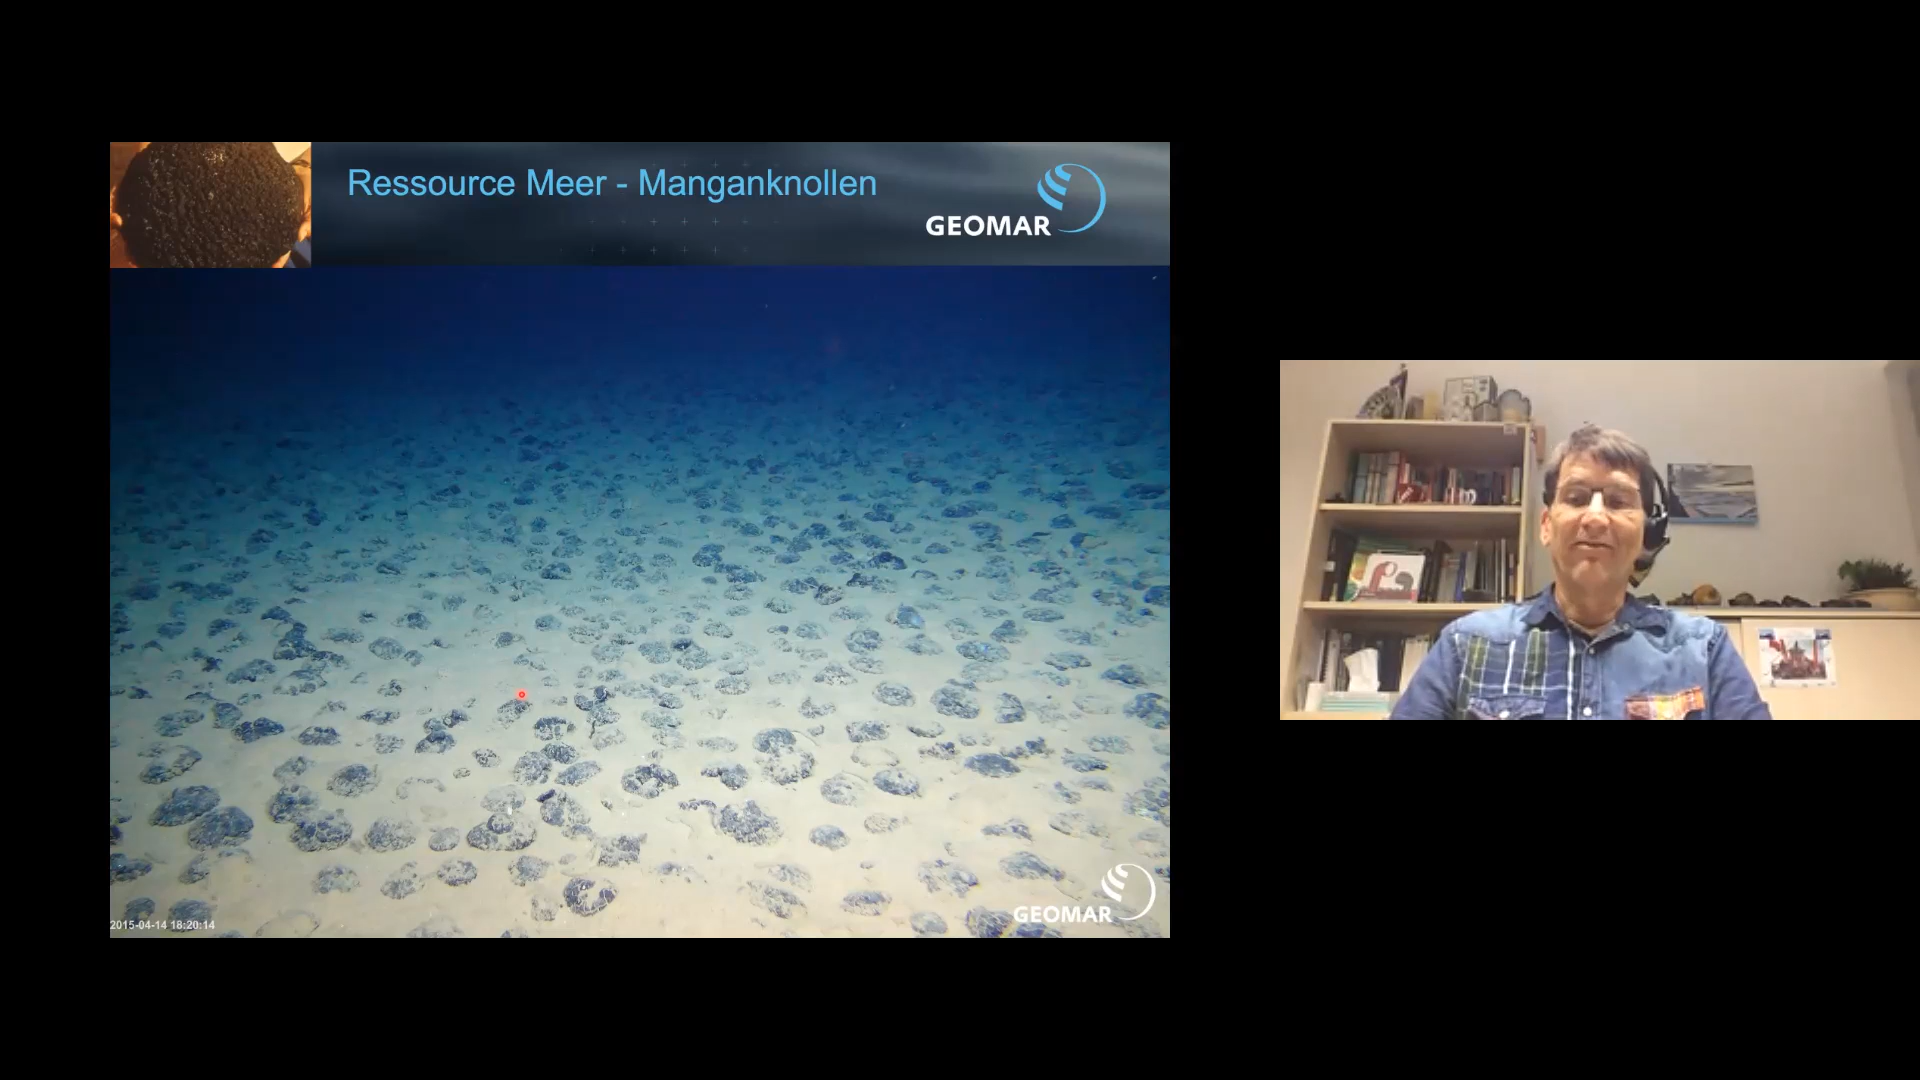 Ressource Meer - Manganknollen
GEOMAR
GEOMAR
2015-04-14 18:20:14